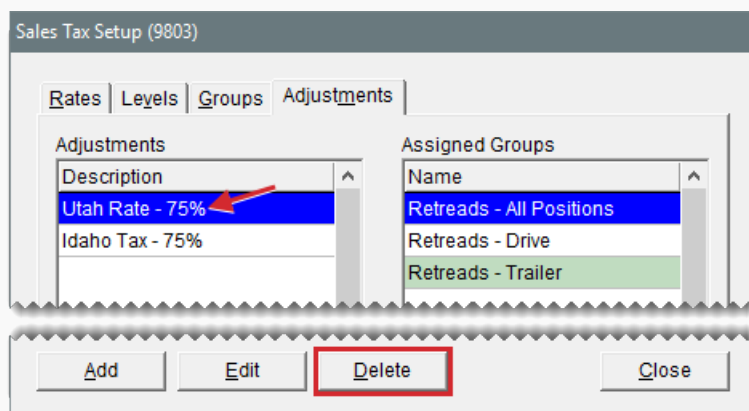 Sales Tax Setup (9803)
Rates Levels Groups Adjustments
Adjustments
Description
Utah Rate - 75%
Idaho Tax - 75%
Assigned Groups
Name
Retreads - All Positions
Retreads - Drive
Retreads - Trailer
Add Edit Delete Close